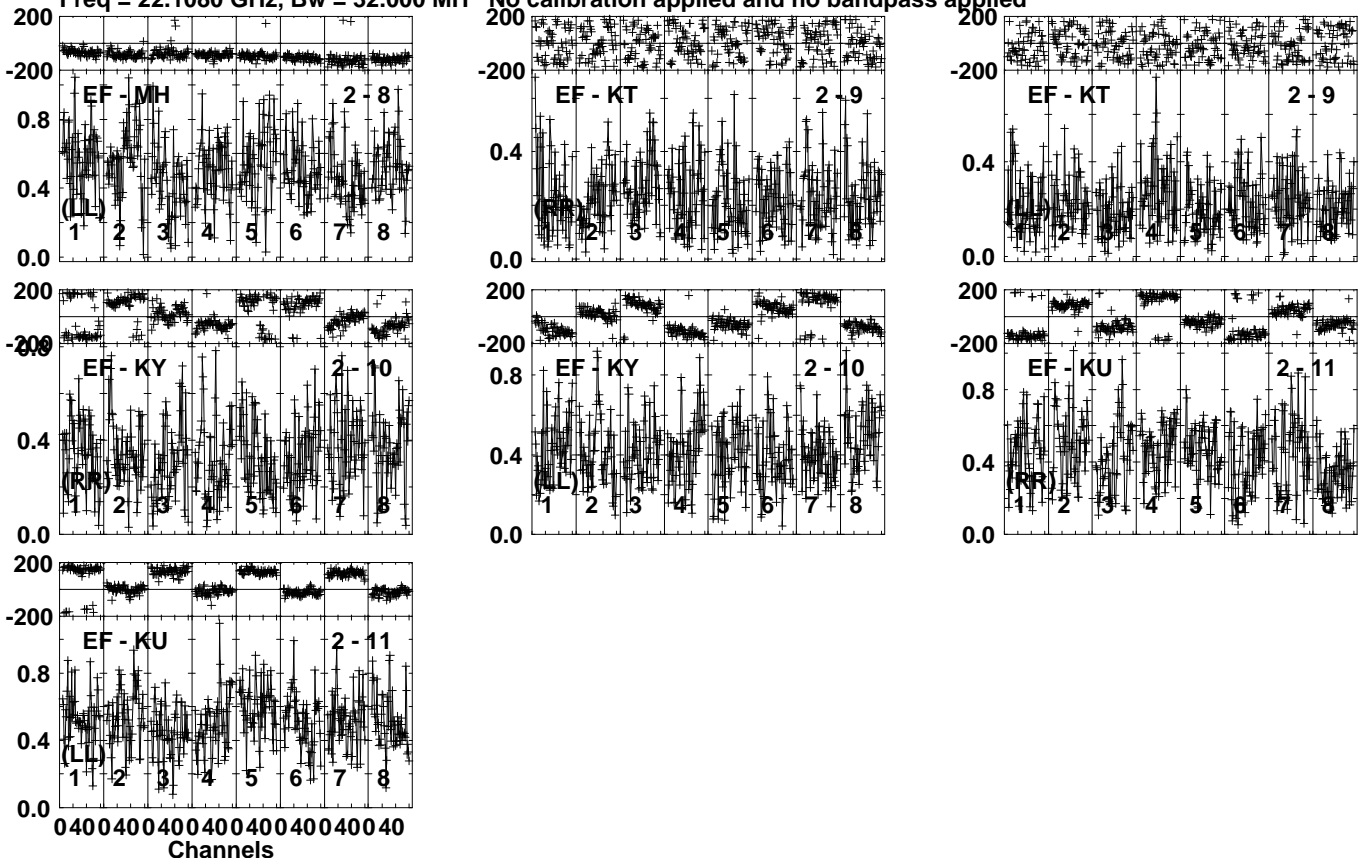 Freq = 22.1080 GHz, Bw = 32.000 MH No calibration applied and no bandpass applied
200
-200
EF - MH 2 - 8
0.8
0.4
(LL)
1 2 3 4 5 6 7 8
0.0
200
-200
EF - KT 2 - 9
0.4
(RR)
1 2 3 4 5 6 7 8
0.0
200
-200
EF - KT 2 - 9
0.4
(LL)
1 2 3 4 5 6 7 8
0.0
200
-200
0.8
EF - KY 2 - 10
0.4
(RR)
1 2 3 4 5 6 7 8
0.0
200
-200
EF - KY 2 - 10
0.8
0.4
(LL)
1 2 3 4 5 6 7 8
0.0
200
-200
EF - KU 2 - 11
0.8
0.4
(RR)
1 2 3 4 5 6 7 8
0.0
200
-200
EF - KU 2 - 11
0.8
0.4
(LL)
1 2 3 4 5 6 7 8
0.0
0 40 0 40 0 40 0 40 0 40 0 40 0 40 0 40
Channels